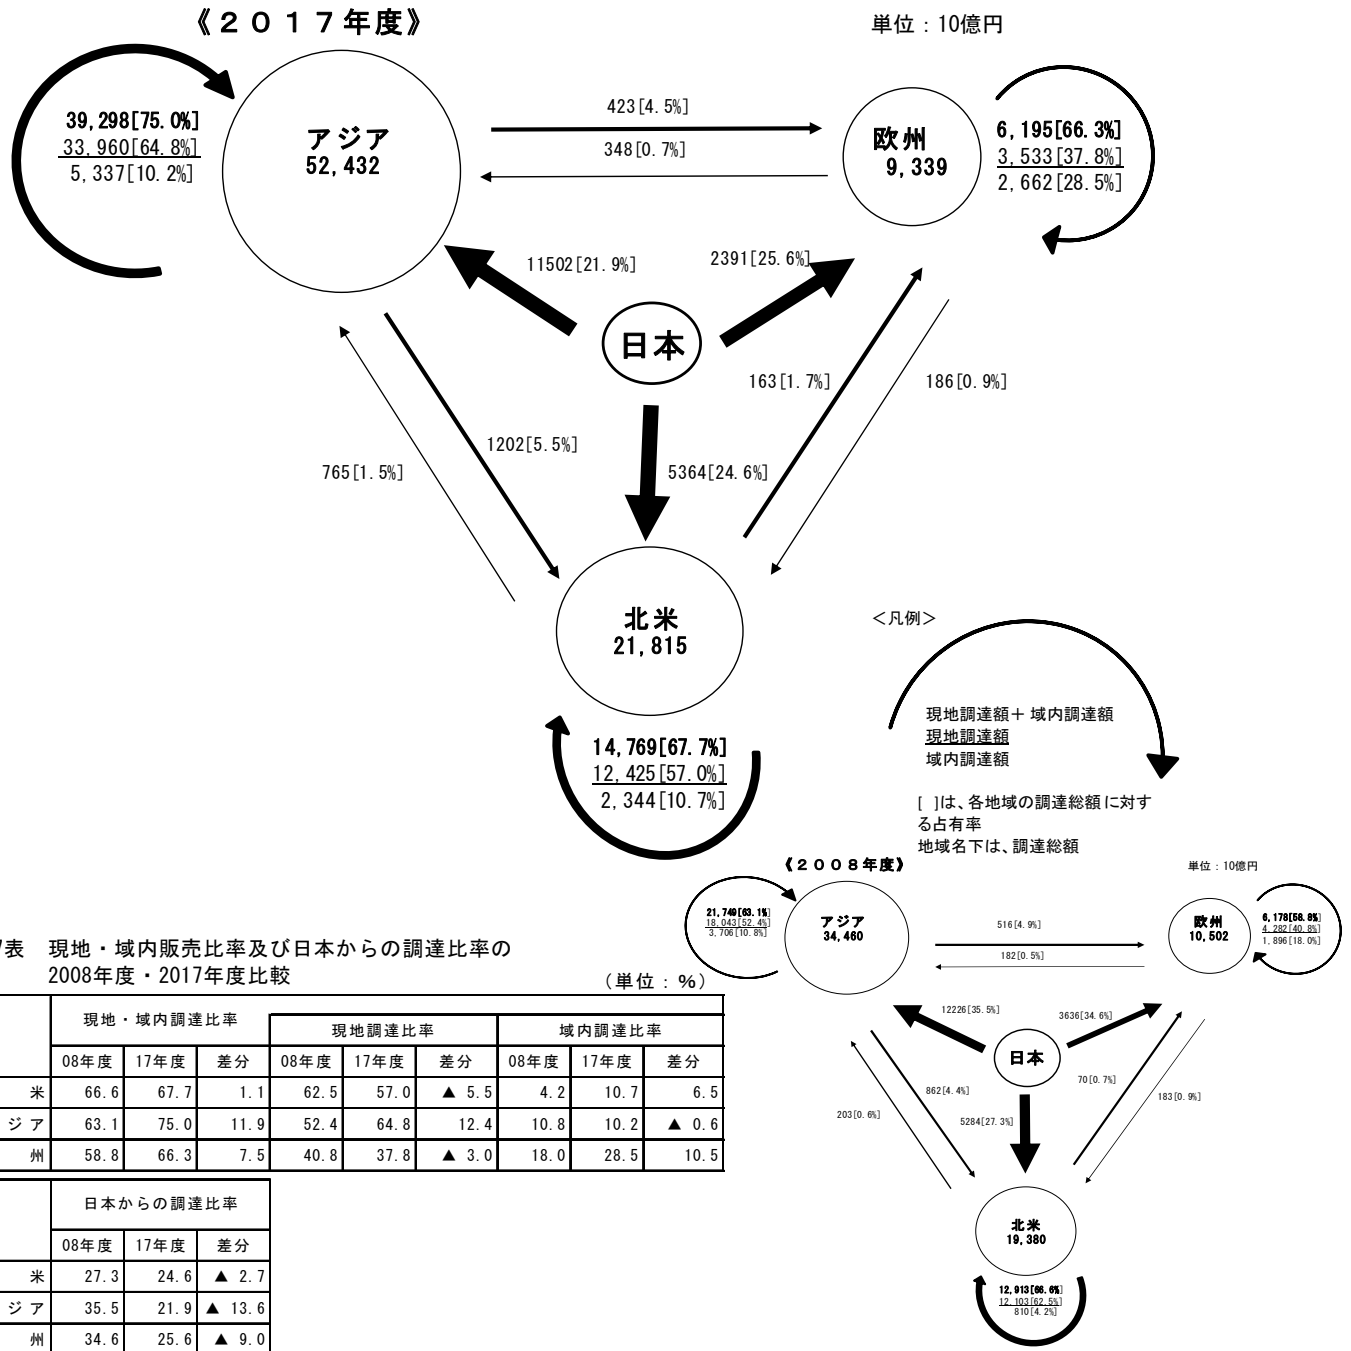 《２０１７年度》
単位：10億円
39,298[75.0%]
33,960[64.8%]
5,337[10.2%]
アジア
52,432
423[4.5%]
348[0.7%]
欧州
9,339
6,195[66.3%]
3,533[37.8%]
2,662[28.5%]
11502[21.9%]
2391[25.6%]
日本
163[1.7%]
186[0.9%]
1202[5.5%]
765[1.5%]
5364[24.6%]
北米
21,815
14,769[67.7%]
12,425[57.0%]
2,344[10.7%]
＜凡例＞
現地調達額＋域内調達額
現地調達額
域内調達額
[ ]は、各地域の調達総額に対す
る占有率
地域名下は、調達総額
《２００８年度》
単位：10億円
21,749[63.1%]
18,043[52.4%]
3,706[10.8%]
アジア
34,460
516[4.9%]
182[0.5%]
欧州
10,502
6,178[58.8%]
4,282[40.8%]
1,896[18.0%]
12226[35.5%]
3636[34.6%]
日本
862[4.4%]
203[0.6%]
5284[27.3%]
70[0.7%]
183[0.9%]
北米
19,380
12,913[66.6%]
12,103[62.5%]
810[4.2%]
表 現地・域内販売比率及び日本からの調達比率の
2008年度・2017年度比較
（単位：％）
現地・域内調達比率 現地調達比率 域内調達比率
08年度 17年度 差分 08年度 17年度 差分 08年度 17年度 差分
米 66.6 67.7 1.1 62.5 57.0 ▲ 5.5 4.2 10.7 6.5
ジア 63.1 75.0 11.9 52.4 64.8 12.4 10.8 10.2 ▲ 0.6
州 58.8 66.3 7.5 40.8 37.8 ▲ 3.0 18.0 28.5 10.5
日本からの調達比率
08年度 17年度 差分
米 27.3 24.6 ▲ 2.7
ジア 35.5 21.9 ▲ 13.6
州 34.6 25.6 ▲ 9.0